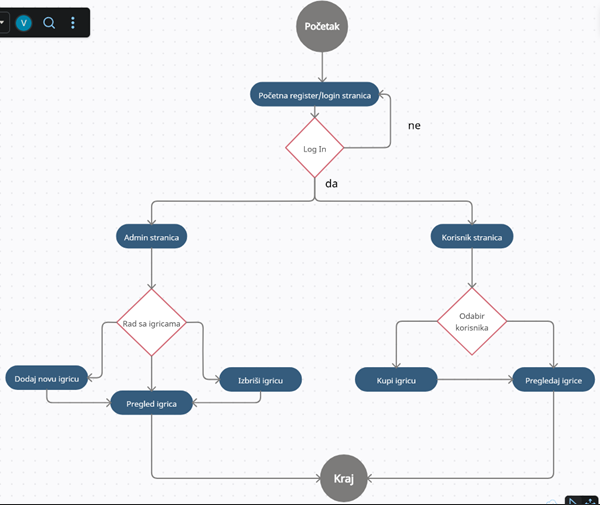 V
Početak
Početna register/login stranica
ne
Log In
da
Admin stranica
Korisnik stranica
Rad sa igricama
Odabir
korisnika
Dodaj novu igricu
Izbriši igricu
Kupi igricu
Pregledaj igrice
Pregled igrica
Kraj